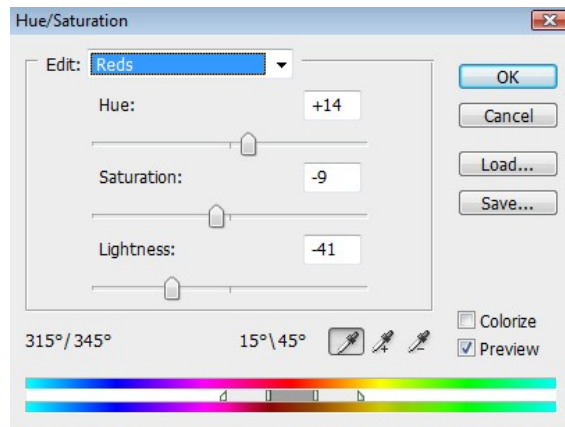 Hue/Saturation
Edit: Reds
OK
Hue: +14
Cancel
Saturation: -9
Load...
Save...
Lightness: -41
Colorize
315°/345° 15°\45°
Preview